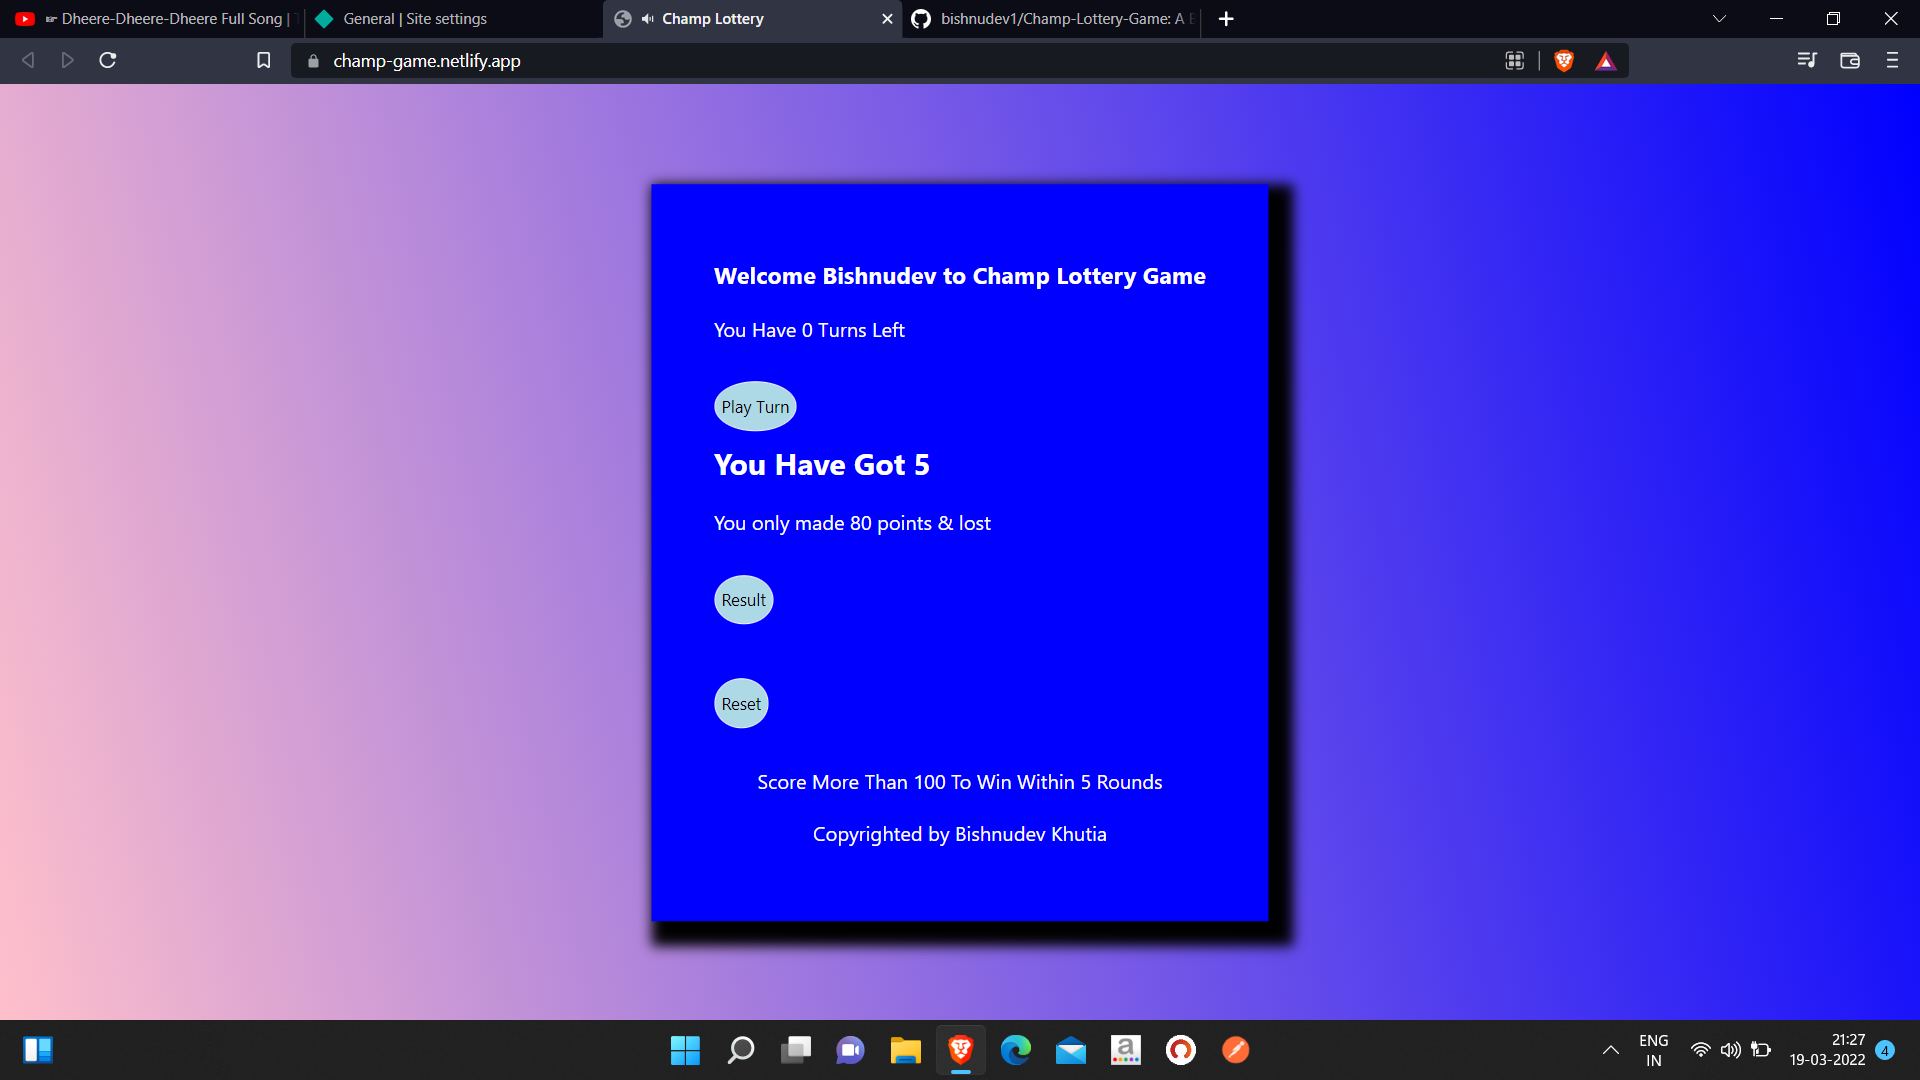 ☞ Dheere-Dheere-Dheere Full Song |
General | Site settings
Champ Lottery
bishnudev1/Champ-Lottery-Game: A
champ-game.netlify.app
Welcome Bishnudev to Champ Lottery Game
You Have 0 Turns Left
Play Turn
You Have Got 5
You only made 80 points & lost
Result
Reset
Score More Than 100 To Win Within 5 Rounds
Copyrighted by Bishnudev Khutia
a
ENG
IN
21:27
19-03-2022
4